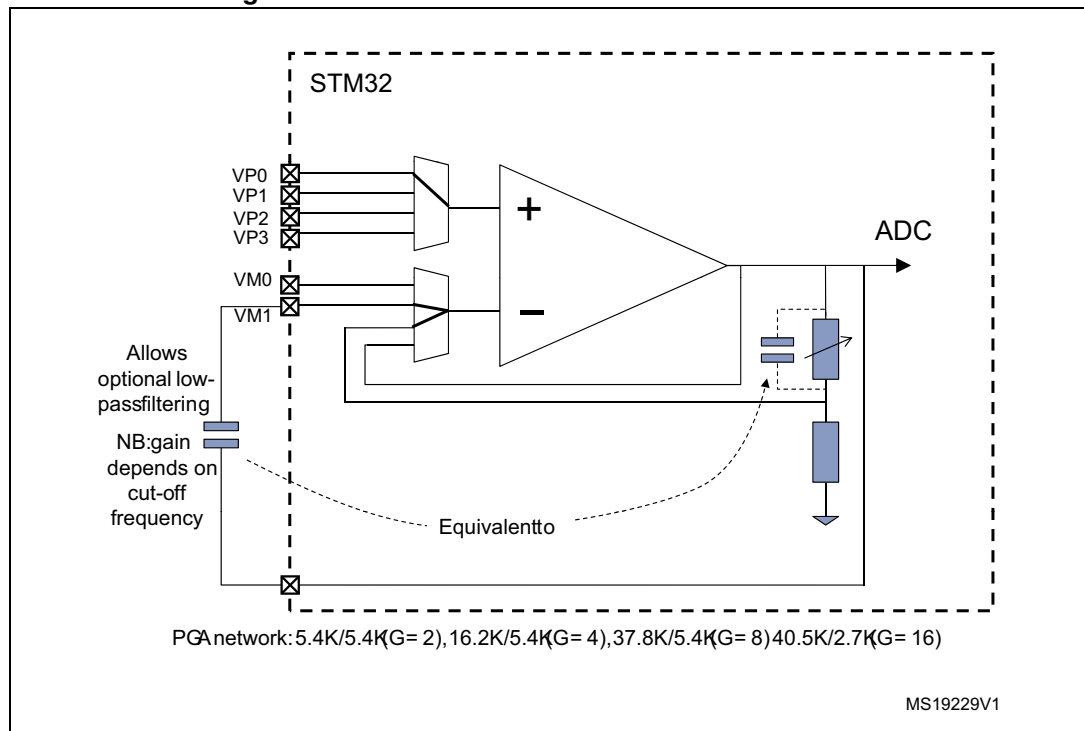 STM32
VP0
VP1
VP2
VP3
VM0
VM1
+
−
ADC
Allows
optional low-
passfiltering
NB:gain
depends on
cut-off
frequency
Equivalentto
PGAnetwork: 5.4K/5.4K(G= 2),16.2K/5.4K(G= 4),37.8K/5.4K(G= 8) 40.5K/2.7K(G= 16)
MS19229V1